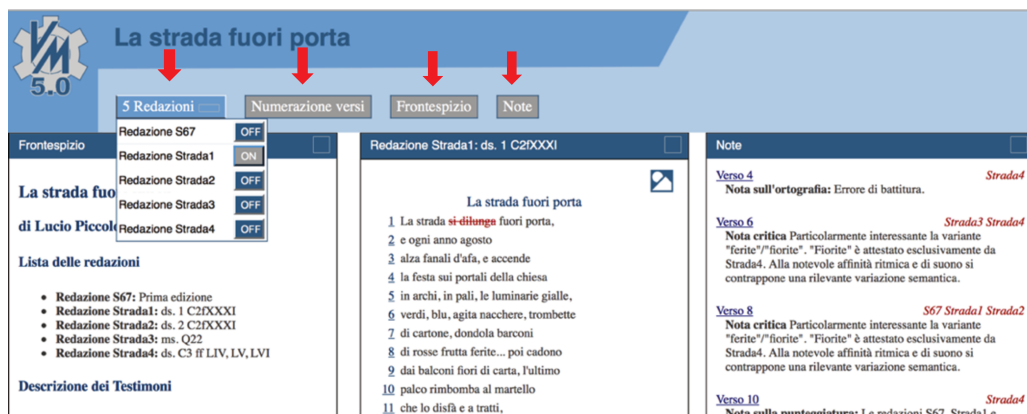 VM
5.0
La strada fuori porta
5 Redazioni
Numerazione versi
Frontespizio
Note
Redazione S67 OFF
Redazione Strada1 ON
Redazione Strada2 OFF
Redazione Strada3 OFF
Redazione Strada4 OFF
Frontespizio
La strada fuo
di Lucio Piccol
Lista delle redazioni
Redazione S67: Prima edizione
Redazione Strada1: ds. 1 C2fXXXI
Redazione Strada2: ds. 2 C2fXXXI
Redazione Strada3: ms. Q22
Redazione Strada4: ds. C3 ff LIV, LV, LVI
Descrizione dei Testimoni
Redazione Strada1: ds. 1 C2fXXXI
La strada fuori porta
1 La strada si dilunga fuori porta,
2 e ogni anno agosto
3 alza fanali d'afa, e accende
4 la festa sui portali della chiesa
5 in archi, in pali, le luminarie gialle,
6 verdi, blu, agita nacchere, trombette
7 di cartone, dondola barconi
8 di rosse frutta ferite... poi cadono
9 dai balconi fiori di carta, l'ultimo
10 palco rimbomba al martello
11 che lo disfà e a tratti,
Note
Verso 4 Strada4
Nota sull'ortografia: Errore di battitura.
Verso 6 Strada3 Strada4
Nota critica Particolarmente interessante la variante
"ferite"/"fiorite". "Fiorite" è attestato esclusivamente da
Strada4. Alla notevole affinità ritmica e di suono si
contrappone una rilevante variazione semantica.
Verso 8 S67 Strada1 Strada2
Nota critica Particolarmente interessante la variante
"ferite"/"fiorite". "Fiorite" è attestato esclusivamente da
Strada4. Alla notevole affinità ritmica e di suono si
contrappone una rilevante variazione semantica.
Verso 10 Strada4
Nota sulla punteggiatura: Le redazioni S67, Strada1 e